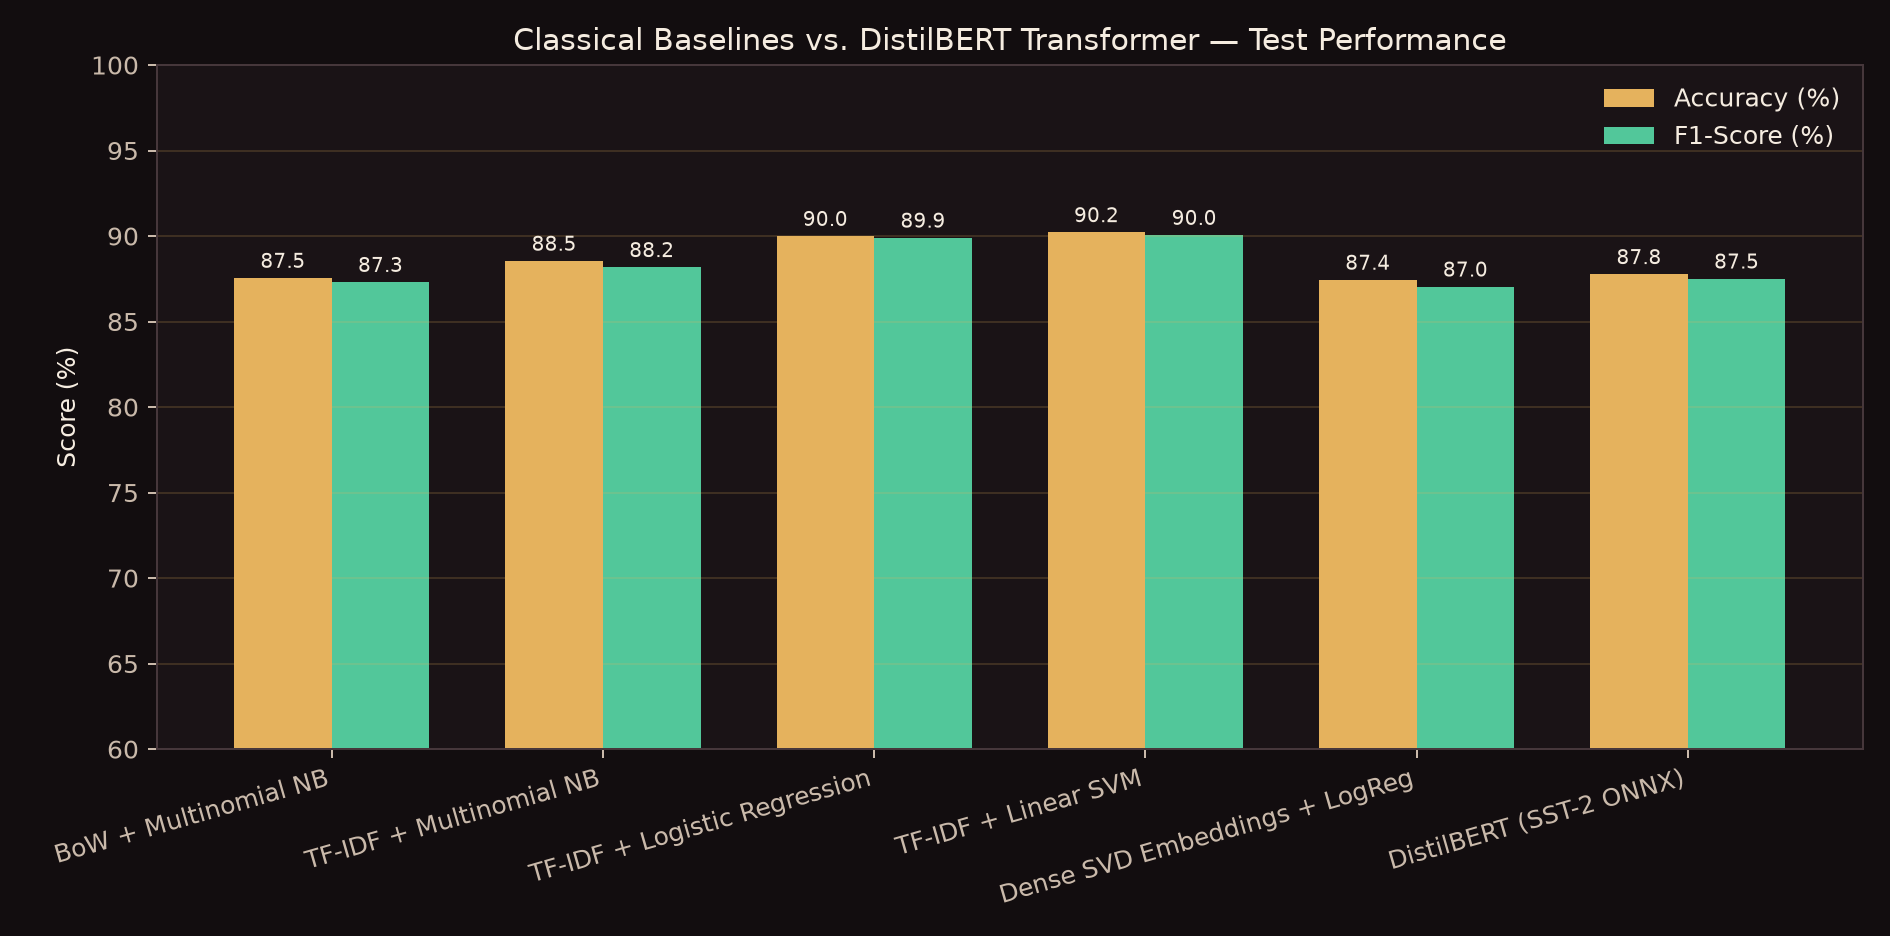 Classical Baselines vs. DistilBERT Transformer — Test Performance
Accuracy (%)
F1-Score (%)
Score (%)
100
95
90
85
80
75
70
65
60
87.5
87.3
88.5
88.2
90.0
89.9
90.2
90.0
87.4
87.0
87.8
87.5
BoW + Multinomial NB
TF-IDF + Multinomial NB
TF-IDF + Logistic Regression
TF-IDF + Linear SVM
Dense SVD Embeddings + LogReg
DistilBERT (SST-2 ONNX)